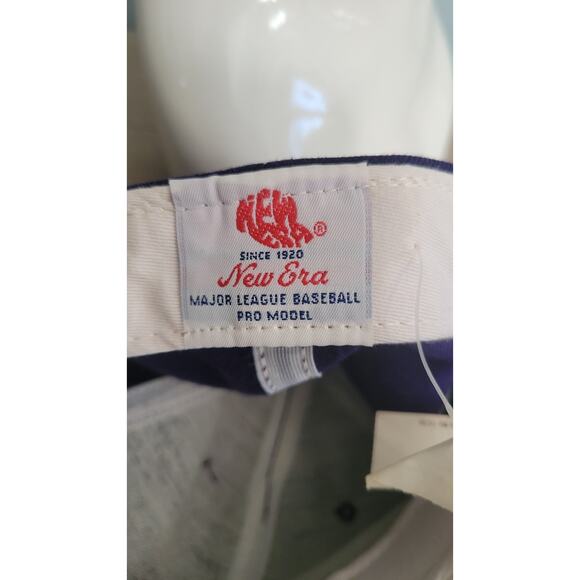 NEW
ERA ®
SINCE 1920
New Era
MAJOR LEAGUE BASEBALL
PRO MODEL